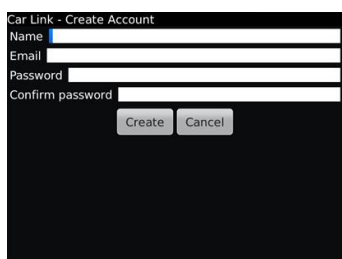 Car Link - Create Account
Name
Email
Password
Confirm password
Create Cancel